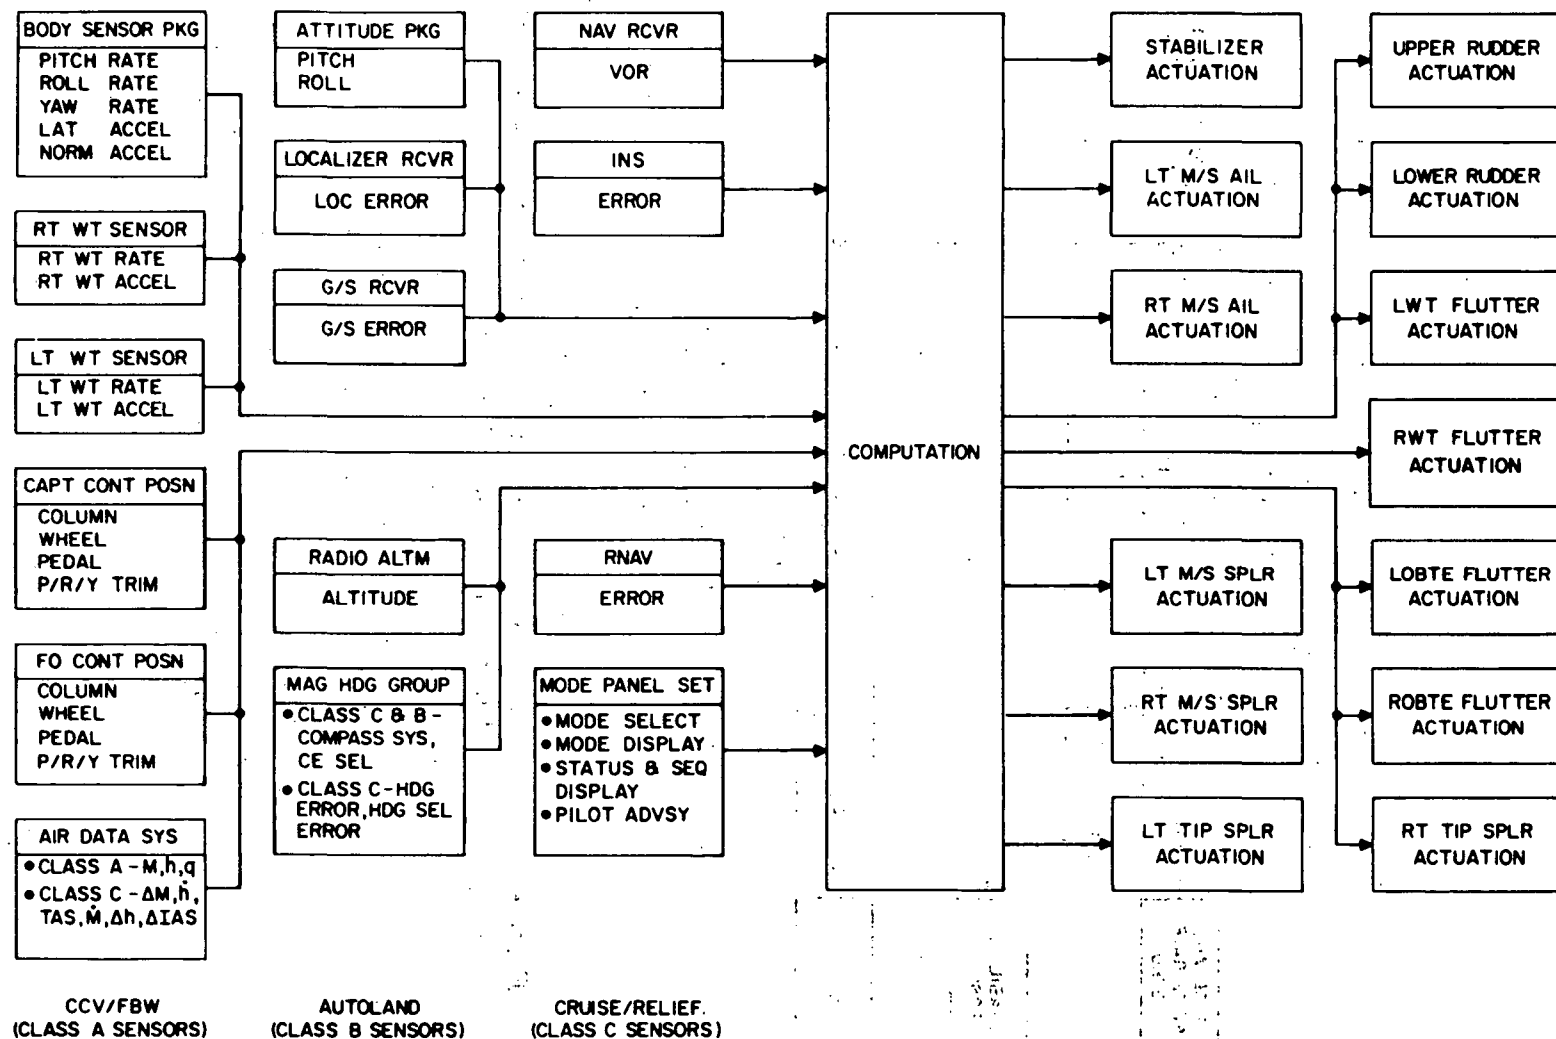 BODY SENSOR PKG
PITCH RATE
ROLL RATE
YAW RATE
LAT ACCEL
NORM ACCEL
RT WT SENSOR
RT WT RATE
RT WT ACCEL
LT WT SENSOR
LT WT RATE
LT WT ACCEL
CAPT CONT POSN
COLUMN
WHEEL
PEDAL
P/R/Y TRIM
FO CONT POSN
COLUMN
WHEEL
PEDAL
P/R/Y TRIM
AIR DATA SYS
• CLASS A - M, h, q
• CLASS C - ΔM, ḣ,
TAS, Ṁ, Δh, ΔIAS
CCV/FBW
(CLASS A SENSORS)
ATTITUDE PKG
PITCH
ROLL
LOCALIZER RCVR
LOC ERROR
G/S RCVR
G/S ERROR
RADIO ALTM
ALTITUDE
MAG HDG GROUP
• CLASS C & B -
COMPASS SYS,
CE SEL
• CLASS C - HDG
ERROR, HDG SEL
ERROR
AUTOLAND
(CLASS B SENSORS)
NAV RCVR
VOR
INS
ERROR
RNAV
ERROR
MODE PANEL SET
• MODE SELECT
• MODE DISPLAY
• STATUS & SEQ
DISPLAY
• PILOT ADVSY
CRUISE/RELIEF.
(CLASS C SENSORS)
COMPUTATION
STABILIZER
ACTUATION
LT M/S AIL
ACTUATION
RT M/S AIL
ACTUATION
LT M/S SPLR
ACTUATION
RT M/S SPLR
ACTUATION
LT TIP SPLR
ACTUATION
UPPER RUDDER
ACTUATION
LOWER RUDDER
ACTUATION
LWT FLUTTER
ACTUATION
RWT FLUTTER
ACTUATION
LOBTE FLUTTER
ACTUATION
ROBTE FLUTTER
ACTUATION
RT TIP SPLR
ACTUATION